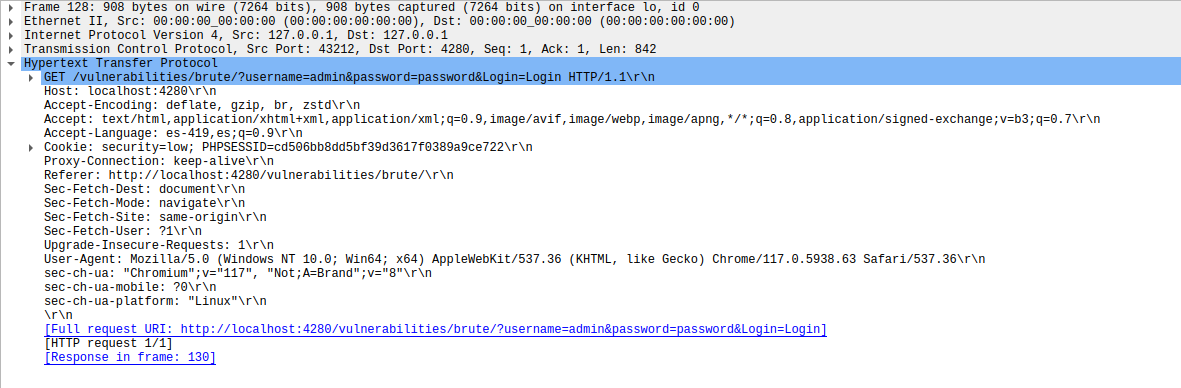 Frame 128: 908 bytes on wire (7264 bits), 908 bytes captured (7264 bits) on interface lo, id 0
Ethernet II, Src: 00:00:00_00:00:00 (00:00:00:00:00:00), Dst: 00:00:00_00:00:00 (00:00:00:00:00:00)
Internet Protocol Version 4, Src: 127.0.0.1, Dst: 127.0.0.1
Transmission Control Protocol, Src Port: 43212, Dst Port: 4280, Seq: 1, Ack: 1, Len: 842
Hypertext Transfer Protocol
GET /vulnerabilities/brute/?username=admin&password=password&Login=Login HTTP/1.1\r\n
Host: localhost:4280\r\n
Accept-Encoding: deflate, gzip, br, zstd\r\n
Accept: text/html,application/xhtml+xml,application/xml;q=0.9,image/avif,image/webp,image/apng,*/*;q=0.8,application/signed-exchange;v=b3;q=0.7\r\n
Accept-Language: es-419,es;q=0.9\r\n
Cookie: security=low; PHPSESSID=cd506bb8dd5bf39d3617f0389a9ce722\r\n
Proxy-Connection: keep-alive\r\n
Referer: http://localhost:4280/vulnerabilities/brute/\r\n
Sec-Fetch-Dest: document\r\n
Sec-Fetch-Mode: navigate\r\n
Sec-Fetch-Site: same-origin\r\n
Sec-Fetch-User: ?1\r\n
Upgrade-Insecure-Requests: 1\r\n
User-Agent: Mozilla/5.0 (Windows NT 10.0; Win64; x64) AppleWebKit/537.36 (KHTML, like Gecko) Chrome/117.0.5938.63 Safari/537.36\r\n
sec-ch-ua: "Chromium";v="117", "Not;A=Brand";v="8"\r\n
sec-ch-ua-mobile: ?0\r\n
sec-ch-ua-platform: "Linux"\r\n
\r\n
[Full request URI: http://localhost:4280/vulnerabilities/brute/?username=admin&password=password&Login=Login]
[HTTP request 1/1]
[Response in frame: 130]